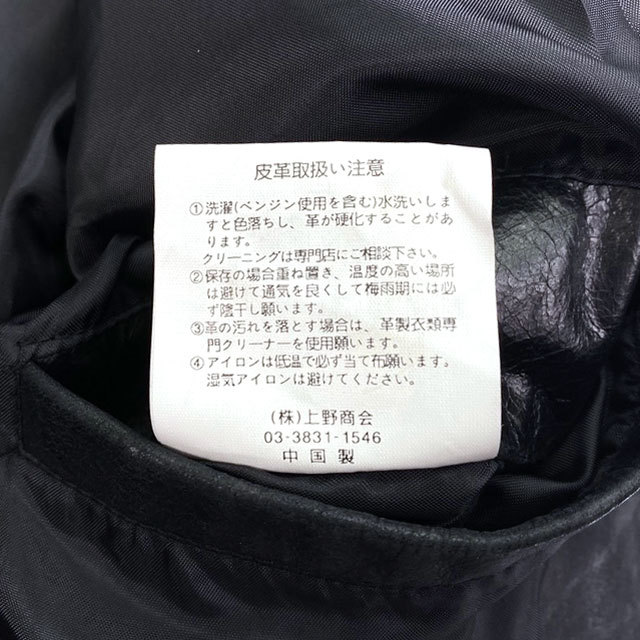 皮革取扱い注意
①洗濯(ベンジン使用を含む)水洗いしま
すと色落ちし、革が硬化することがあ
ります。
クリーニングは専門店にご相談下さい。
②保存の場合重ね置き、温度の高い場所
は避けて通気を良くして梅雨期には必
ず陰干し願います。
③革の汚れを落とす場合は、革製衣類専
門クリーナーを使用願います。
④アイロンは低温で必ず当て布願います。
湿気アイロンは避けてください。
(株)上野商会
03-3831-1546
中国製